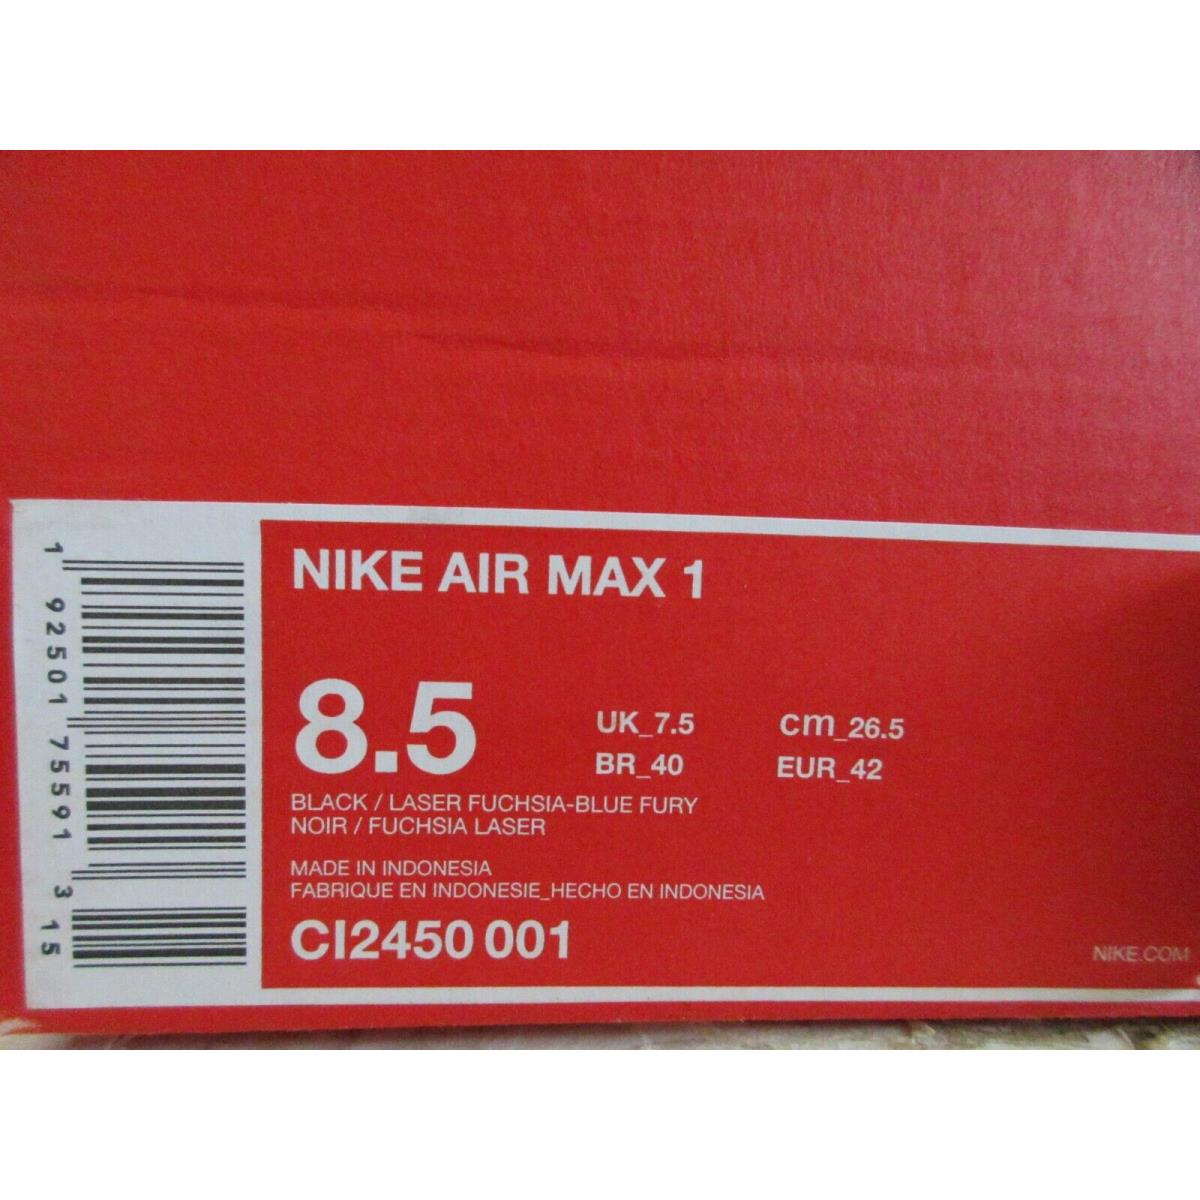 NIKE AIR MAX 1
8.5
UK_7.5 cm_26.5
BR_40 EUR_42
BLACK / LASER FUCHSIA-BLUE FURY
NOIR / FUCHSIA LASER
MADE IN INDONESIA
FABRIQUE EN INDONESIE_HECHO EN INDONESIA
CI2450 001
NIKE.COM
1 92501 75591 3 15